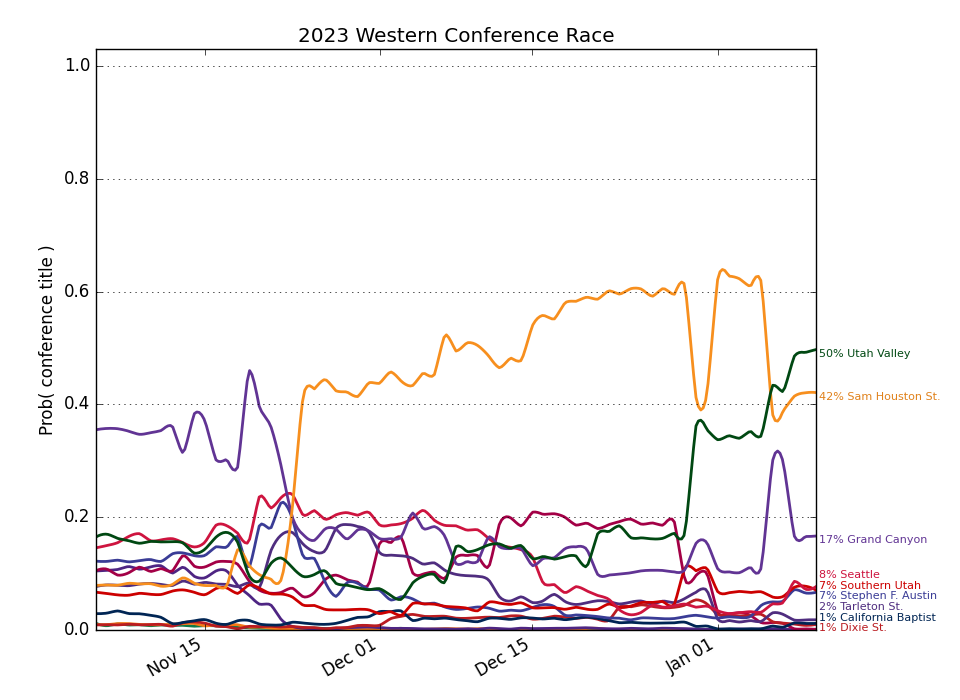 2023 Western Conference Race
Prob( conference title )
1.0
0.8
0.6
0.4
0.2
0.0
Nov 15
Dec 01
Dec 15
Jan 01
50% Utah Valley
42% Sam Houston St.
17% Grand Canyon
8% Seattle
7% Southern Utah
7% Stephen F. Austin
2% Tarleton St.
1% California Baptist
1% Dixie St.